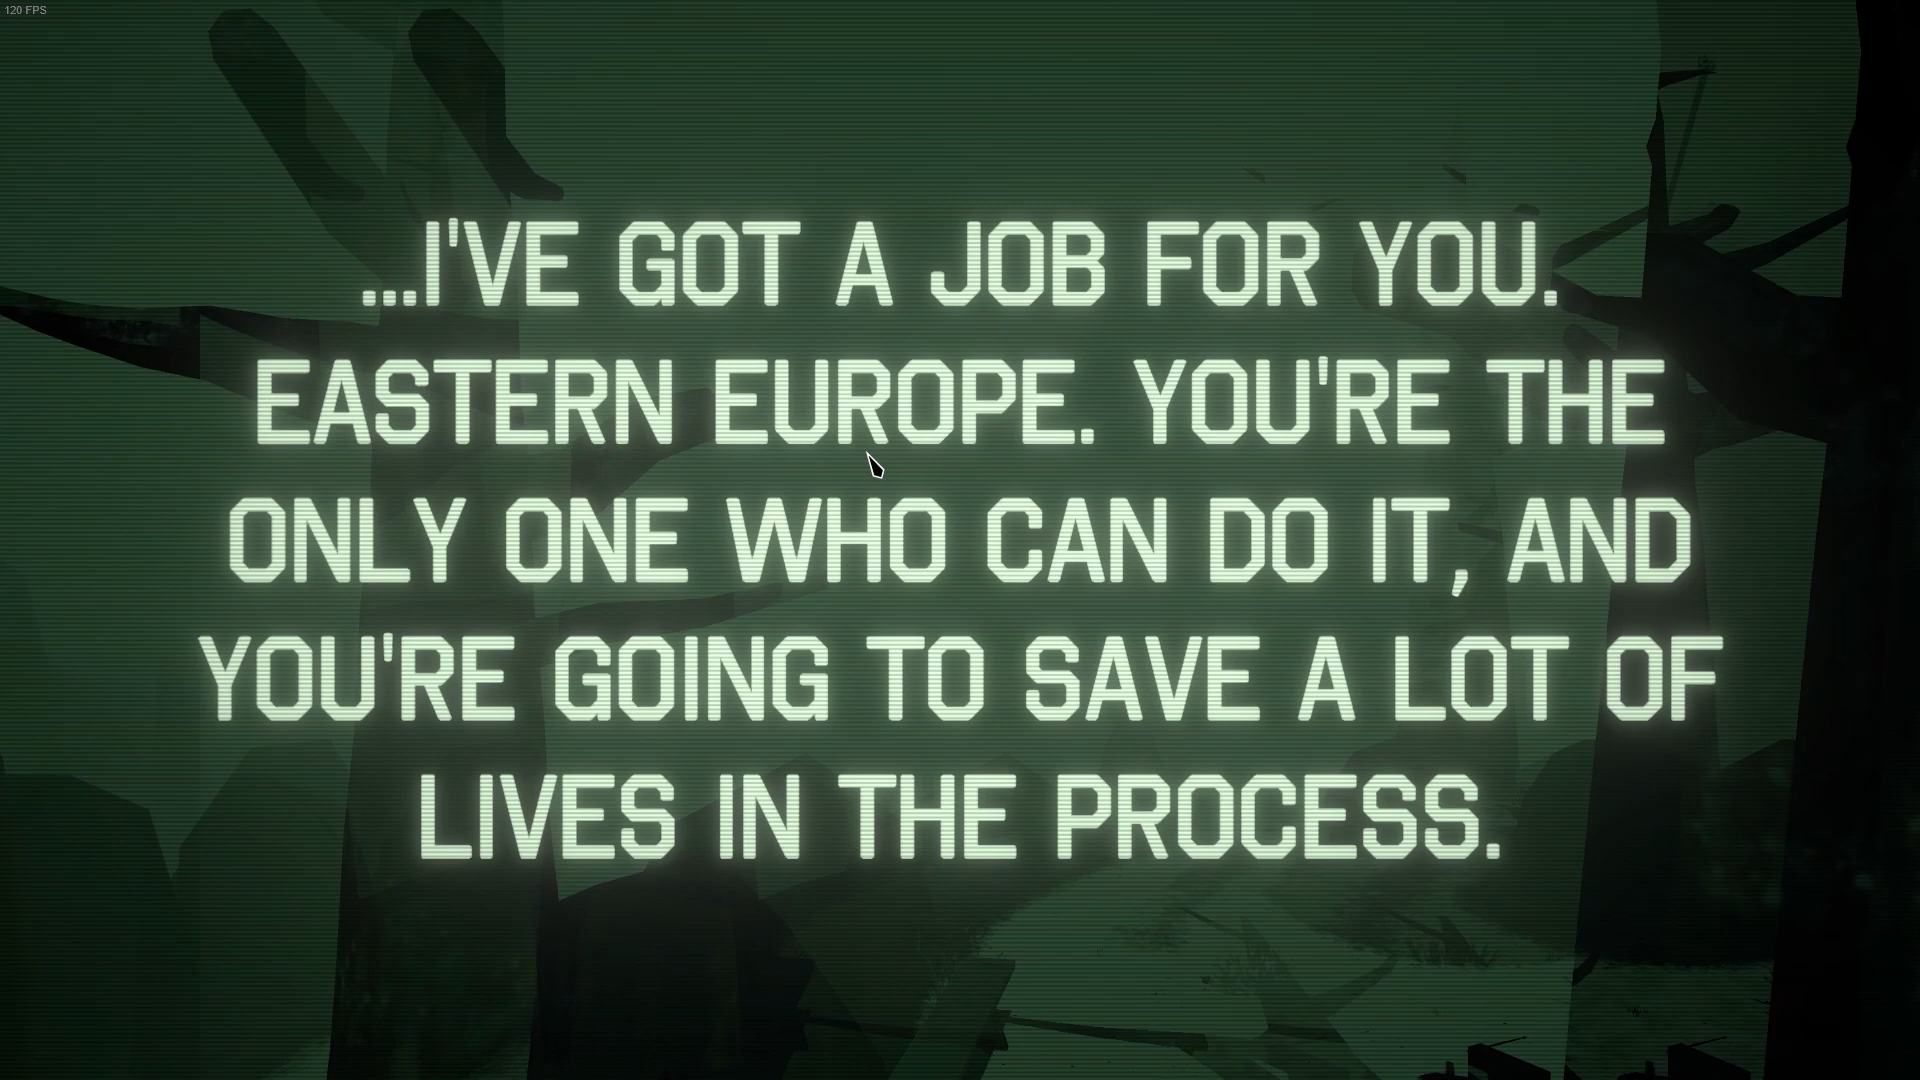 120 FPS
...I'VE GOT A JOB FOR YOU.
EASTERN EUROPE. YOU'RE THE
ONLY ONE WHO CAN DO IT, AND
YOU'RE GOING TO SAVE A LOT OF
LIVES IN THE PROCESS.